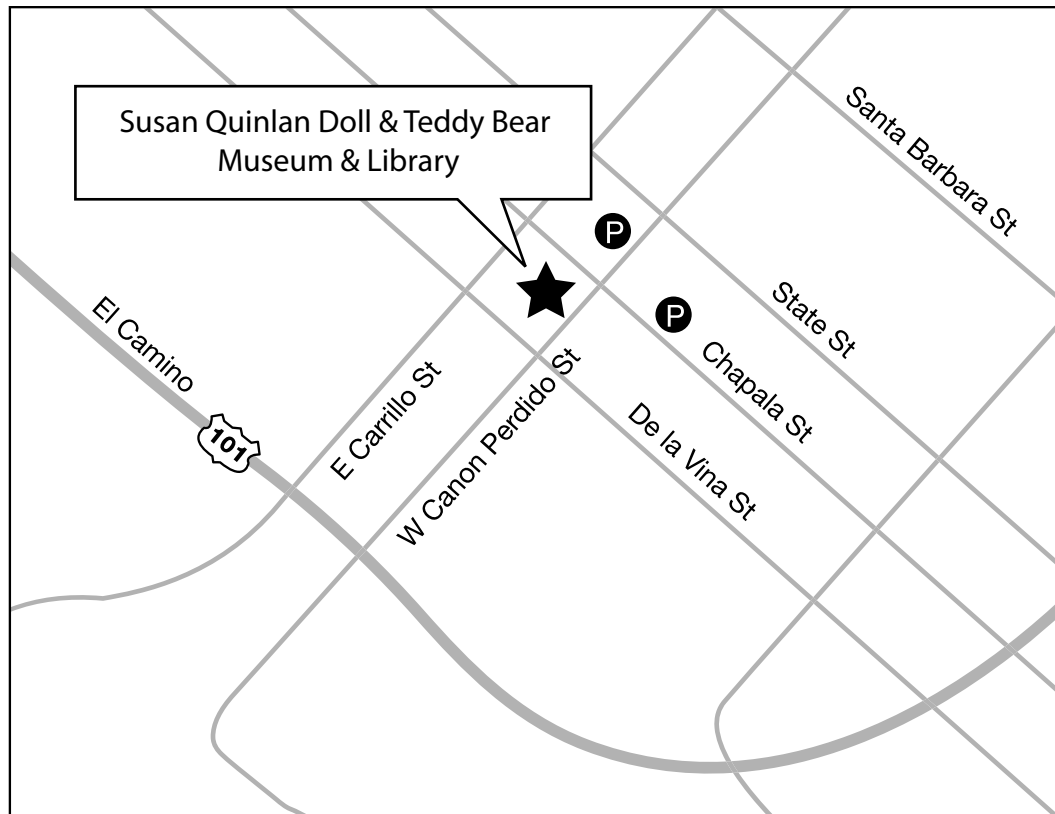 Susan Quinlan Doll & Teddy Bear
Museum & Library
Santa Barbara St
P
State St
P
Chapala St
El Camino
101
E Carrillo St
W Canon Perdido St
De la Vina St